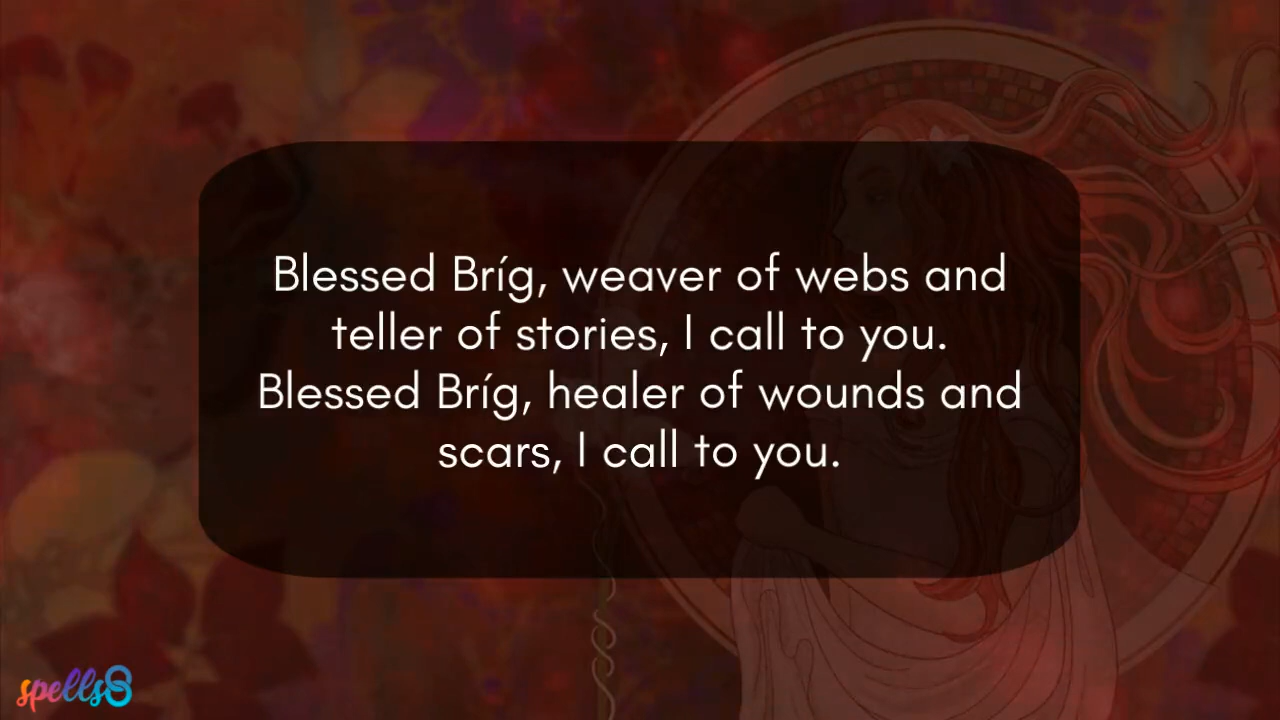 Blessed Bríg, weaver of webs and
teller of stories, I call to you.
Blessed Bríg, healer of wounds and
scars, I call to you.
spells8